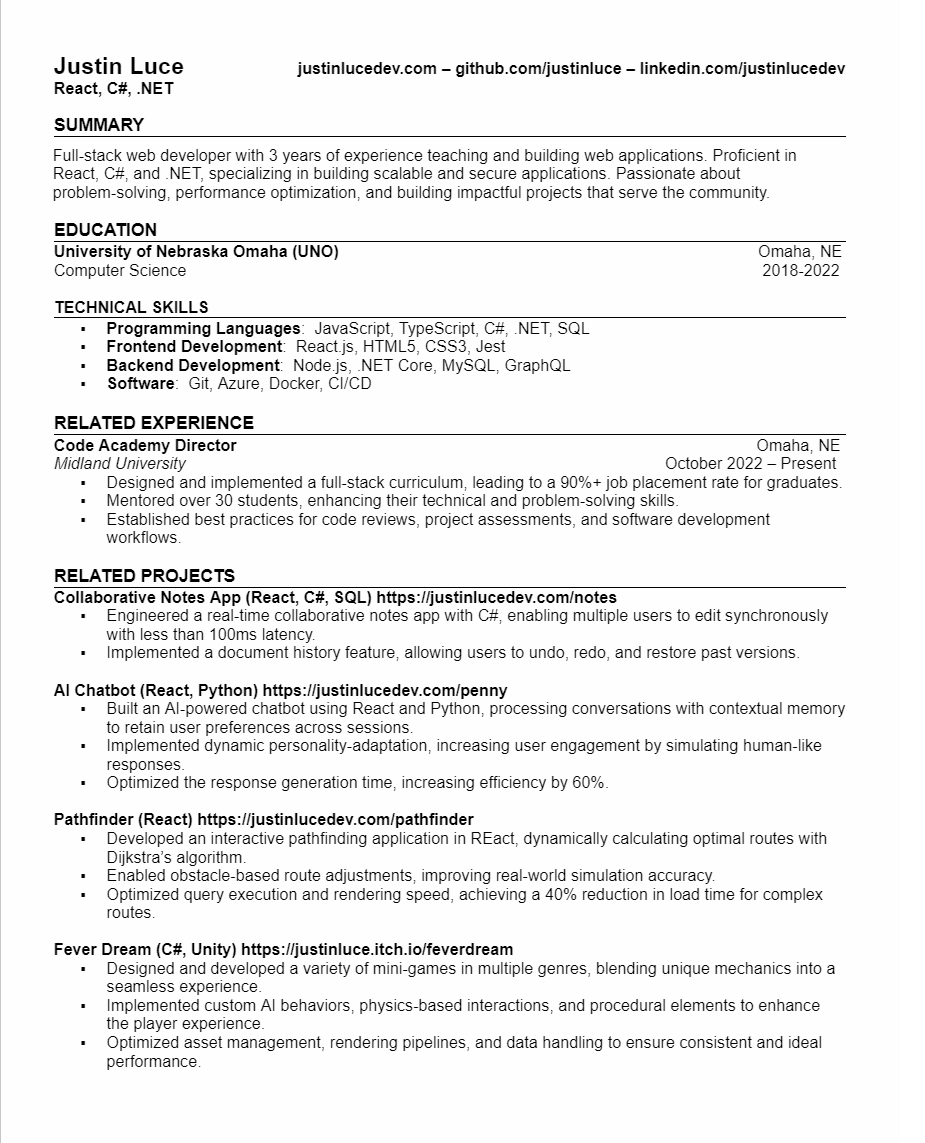 Justin Luce justinlucedev.com – github.com/justinluce – linkedin.com/justinlucedev
React, C#, .NET
SUMMARY
Full-stack web developer with 3 years of experience teaching and building web applications. Proficient in
React, C#, and .NET, specializing in building scalable and secure applications. Passionate about
problem-solving, performance optimization, and building impactful projects that serve the community.
EDUCATION
University of Nebraska Omaha (UNO) Omaha, NE
Computer Science 2018-2022
TECHNICAL SKILLS
▪ Programming Languages: JavaScript, TypeScript, C#, .NET, SQL
▪ Frontend Development: React.js, HTML5, CSS3, Jest
▪ Backend Development: Node.js, .NET Core, MySQL, GraphQL
▪ Software: Git, Azure, Docker, CI/CD
RELATED EXPERIENCE
Code Academy Director Omaha, NE
Midland University October 2022 – Present
▪ Designed and implemented a full-stack curriculum, leading to a 90%+ job placement rate for graduates.
▪ Mentored over 30 students, enhancing their technical and problem-solving skills.
▪ Established best practices for code reviews, project assessments, and software development
workflows.
RELATED PROJECTS
Collaborative Notes App (React, C#, SQL) https://justinlucedev.com/notes
▪ Engineered a real-time collaborative notes app with C#, enabling multiple users to edit synchronously
with less than 100ms latency.
▪ Implemented a document history feature, allowing users to undo, redo, and restore past versions.
AI Chatbot (React, Python) https://justinlucedev.com/penny
▪ Built an AI-powered chatbot using React and Python, processing conversations with contextual memory
to retain user preferences across sessions.
▪ Implemented dynamic personality-adaptation, increasing user engagement by simulating human-like
responses.
▪ Optimized the response generation time, increasing efficiency by 60%.
Pathfinder (React) https://justinlucedev.com/pathfinder
▪ Developed an interactive pathfinding application in REact, dynamically calculating optimal routes with
Dijkstra's algorithm.
▪ Enabled obstacle-based route adjustments, improving real-world simulation accuracy.
▪ Optimized query execution and rendering speed, achieving a 40% reduction in load time for complex
routes.
Fever Dream (C#, Unity) https://justinluce.itch.io/feverdream
▪ Designed and developed a variety of mini-games in multiple genres, blending unique mechanics into a
seamless experience.
▪ Implemented custom AI behaviors, physics-based interactions, and procedural elements to enhance
the player experience.
▪ Optimized asset management, rendering pipelines, and data handling to ensure consistent and ideal
performance.